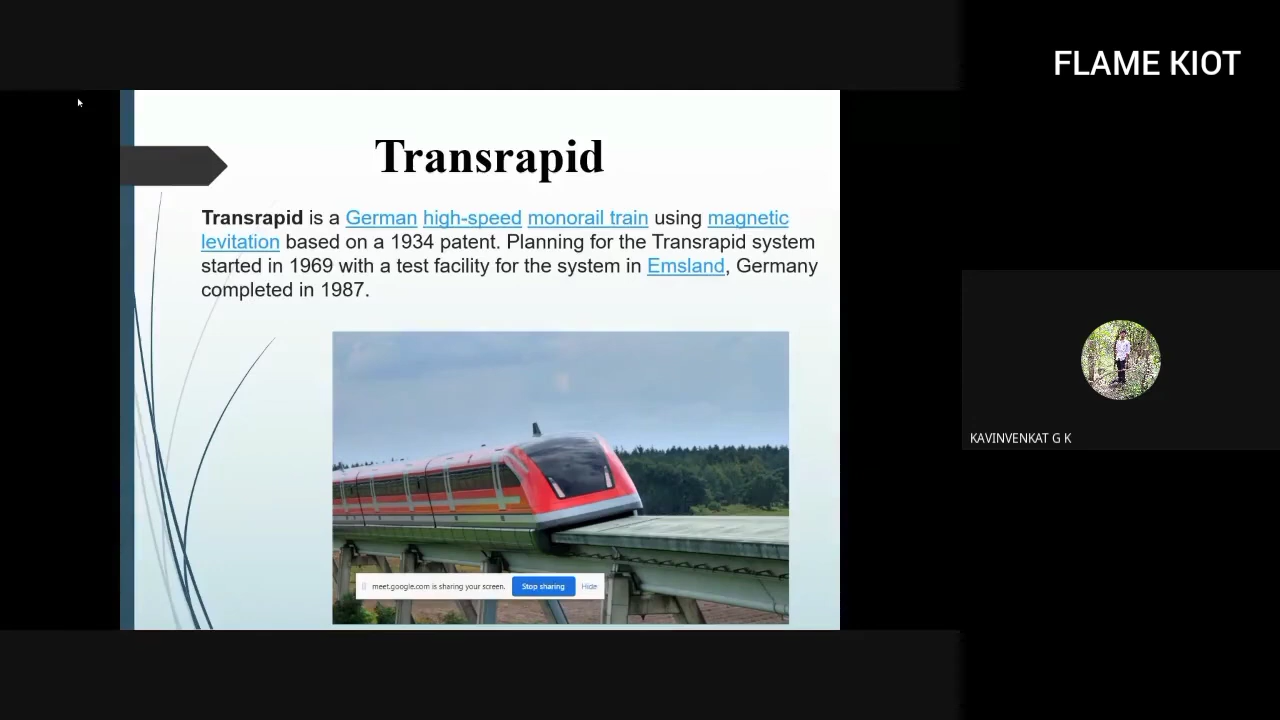 FLAME KIOT
Transrapid
Transrapid is a German high-speed monorail train using magnetic
levitation based on a 1934 patent. Planning for the Transrapid system
started in 1969 with a test facility for the system in Emsland, Germany
completed in 1987.
meet.google.com is sharing your screen. Stop sharing Hide
KAVINVENKAT G K